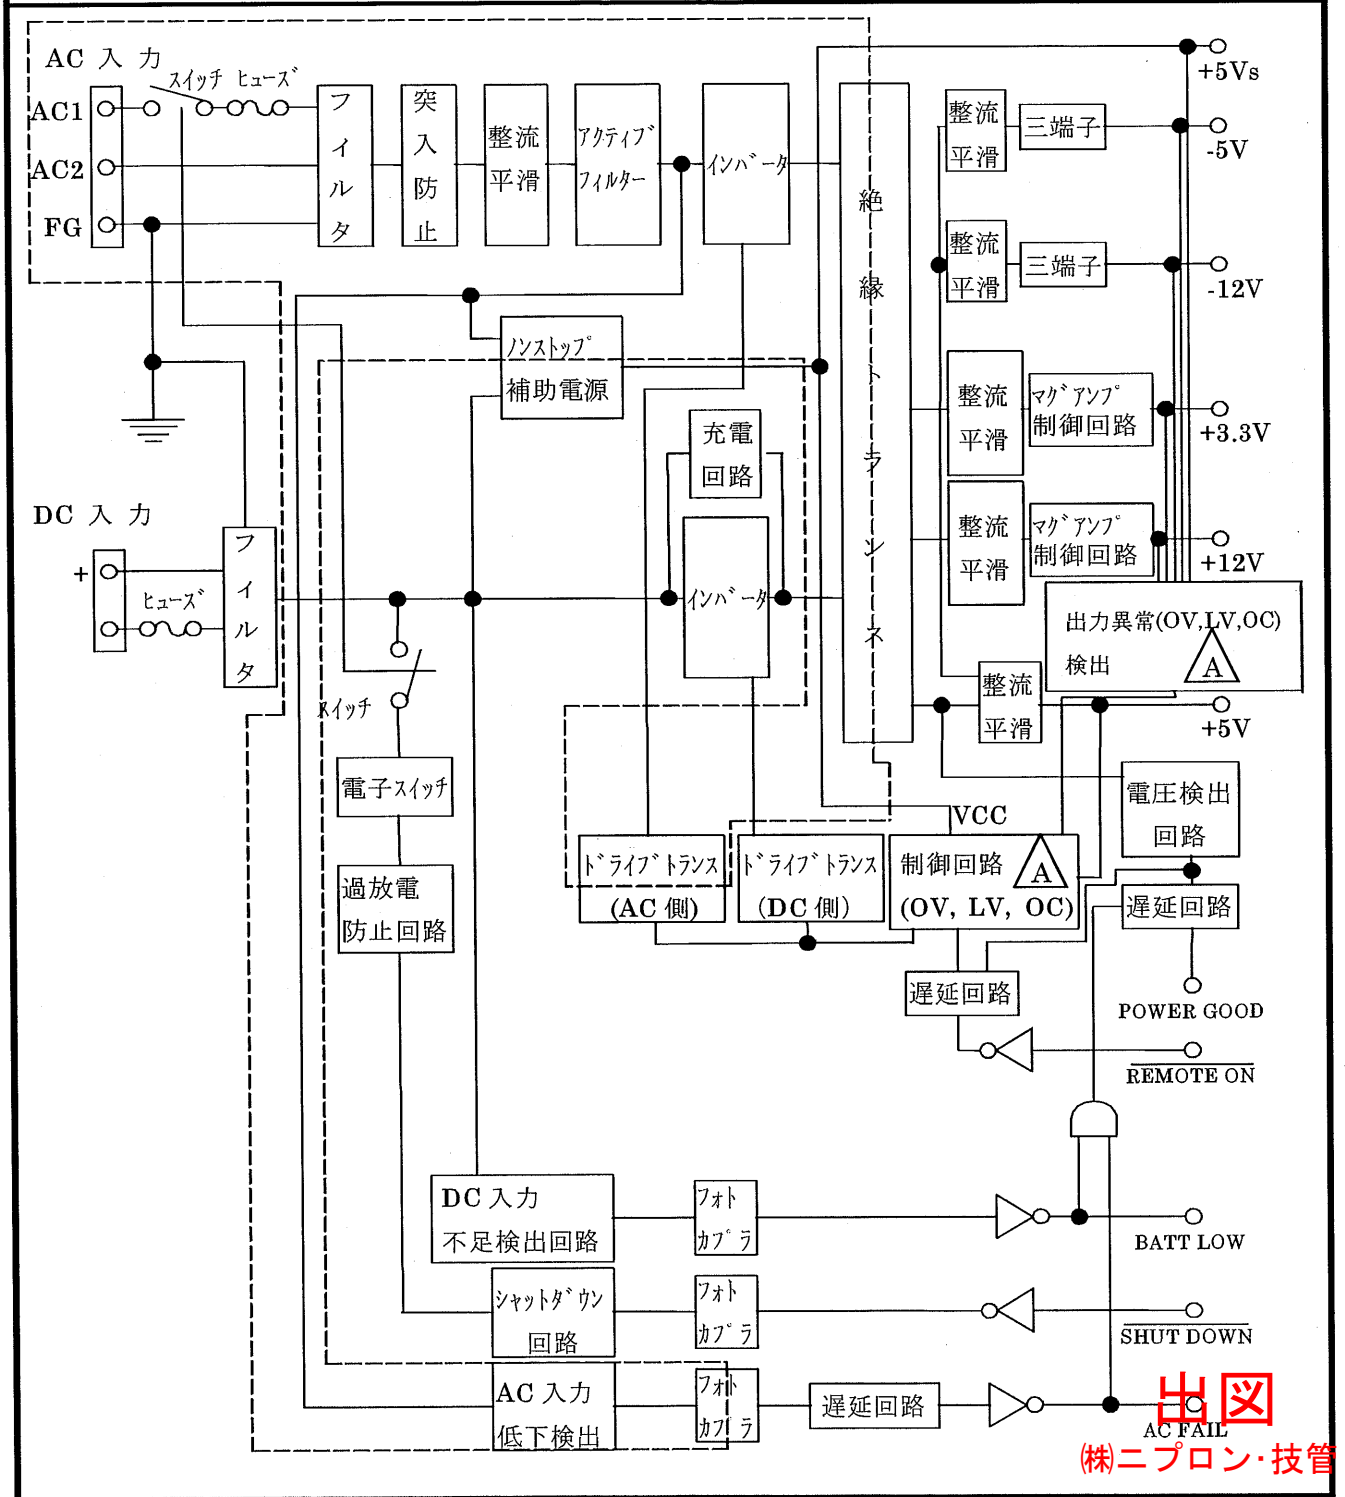 AC 入 力
スイッチ ヒューズ
AC1
AC2
FG
フィルタ
突入防止
整流
平滑
アクティブ
フィルター
インバータ
絶縁トランス
整流
平滑
三端子
+5Vs
-5V
整流
平滑
三端子
-12V
ノンストップ
補助電源
整流
平滑
マグアンプ
制御回路
+3.3V
充電
回路
整流
平滑
マグアンプ
制御回路
+12V
DC 入 力
+
ヒューズ
フィルタ
インバータ
出力異常(OV,LV,OC)
検出
A
スイッチ
整流
平滑
+5V
電子スイッチ
電圧検出
回路
VCC
ドライブトランス
(AC 側)
ドライブトランス
(DC 側)
制御回路
A
(OV, LV, OC)
過放電
防止回路
遅延回路
遅延回路
POWER GOOD
REMOTE ON
DC 入力
不足検出回路
フォト
カプラ
BATT LOW
シャットダウン
回路
フォト
カプラ
SHUT DOWN
AC 入力
低下検出
フォト
カプラ
遅延回路
AC FAIL
出図
㈱ニプロン・技管